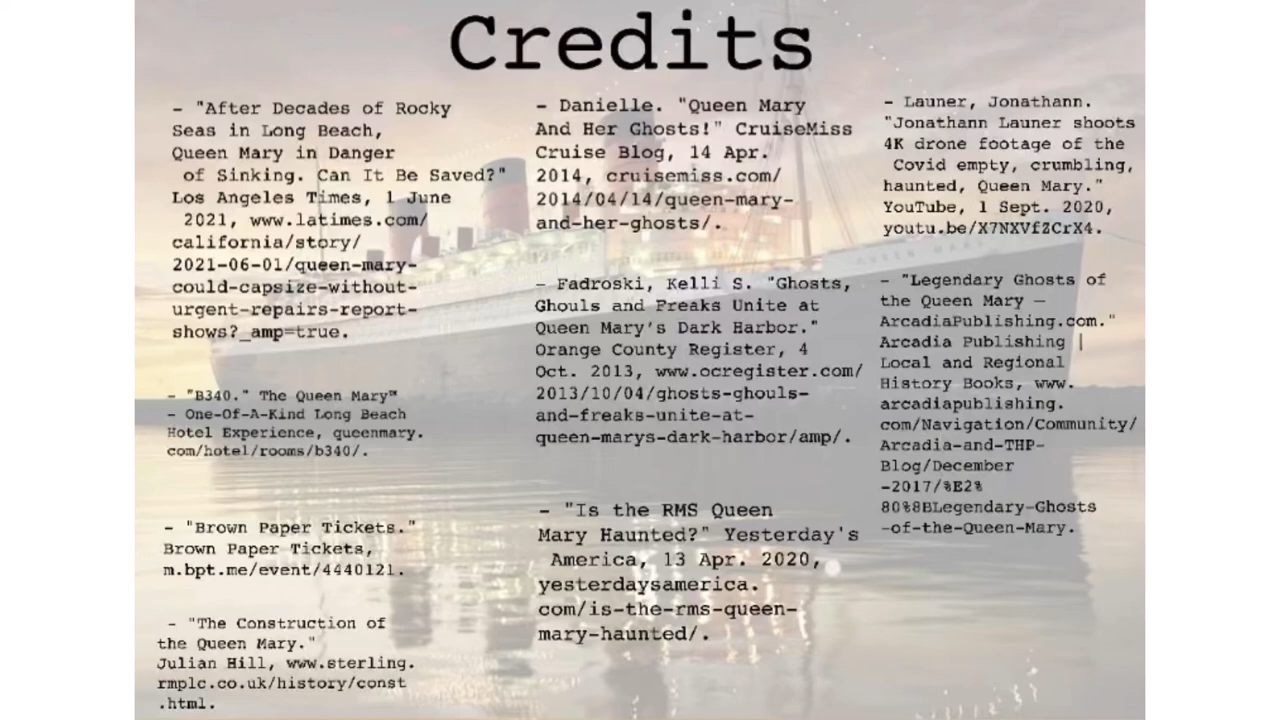 Credits
- "After Decades of Rocky
Seas in Long Beach,
Queen Mary in Danger
of Sinking. Can It Be Saved?"
Los Angeles Times, 1 June
2021, www.latimes.com/
california/story/
2021-06-01/queen-mary-
could-capsize-without-
urgent-repairs-report-
shows?_amp=true.
- "B340." The Queen Mary™
- One-Of-A-Kind Long Beach
Hotel Experience, queenmary.
com/hotel/rooms/b340/.
- "Brown Paper Tickets."
Brown Paper Tickets,
m.bpt.me/event/4440121.
- "The Construction of
the Queen Mary."
Julian Hill, www.sterling.
rmplc.co.uk/history/const
.html.
- Danielle. "Queen Mary
And Her Ghosts!" CruiseMiss
Cruise Blog, 14 Apr.
2014, cruisemiss.com/
2014/04/14/queen-mary-
and-her-ghosts/.
- Fadroski, Kelli S. "Ghosts,
Ghouls and Freaks Unite at
Queen Mary's Dark Harbor."
Orange County Register, 4
Oct. 2013, www.ocregister.com/
2013/10/04/ghosts-ghouls-
and-freaks-unite-at-
queen-marys-dark-harbor/amp/.
- "Is the RMS Queen
Mary Haunted?" Yesterday's
America, 13 Apr. 2020,
yesterdaysamerica.
com/is-the-rms-queen-
mary-haunted/.
- Launer, Jonathann.
"Jonathann Launer shoots
4K drone footage of the
Covid empty, crumbling,
haunted, Queen Mary."
YouTube, 1 Sept. 2020,
youtu.be/X7NXVfZCrX4.
- "Legendary Ghosts of
the Queen Mary —
ArcadiaPublishing.com."
Arcadia Publishing |
Local and Regional
History Books, www.
arcadiapublishing.
com/Navigation/Community/
Arcadia-and-THP-
Blog/December
-2017/%E2%
80%8BLegendary-Ghosts
-of-the-Queen-Mary.
QUEEN MARY